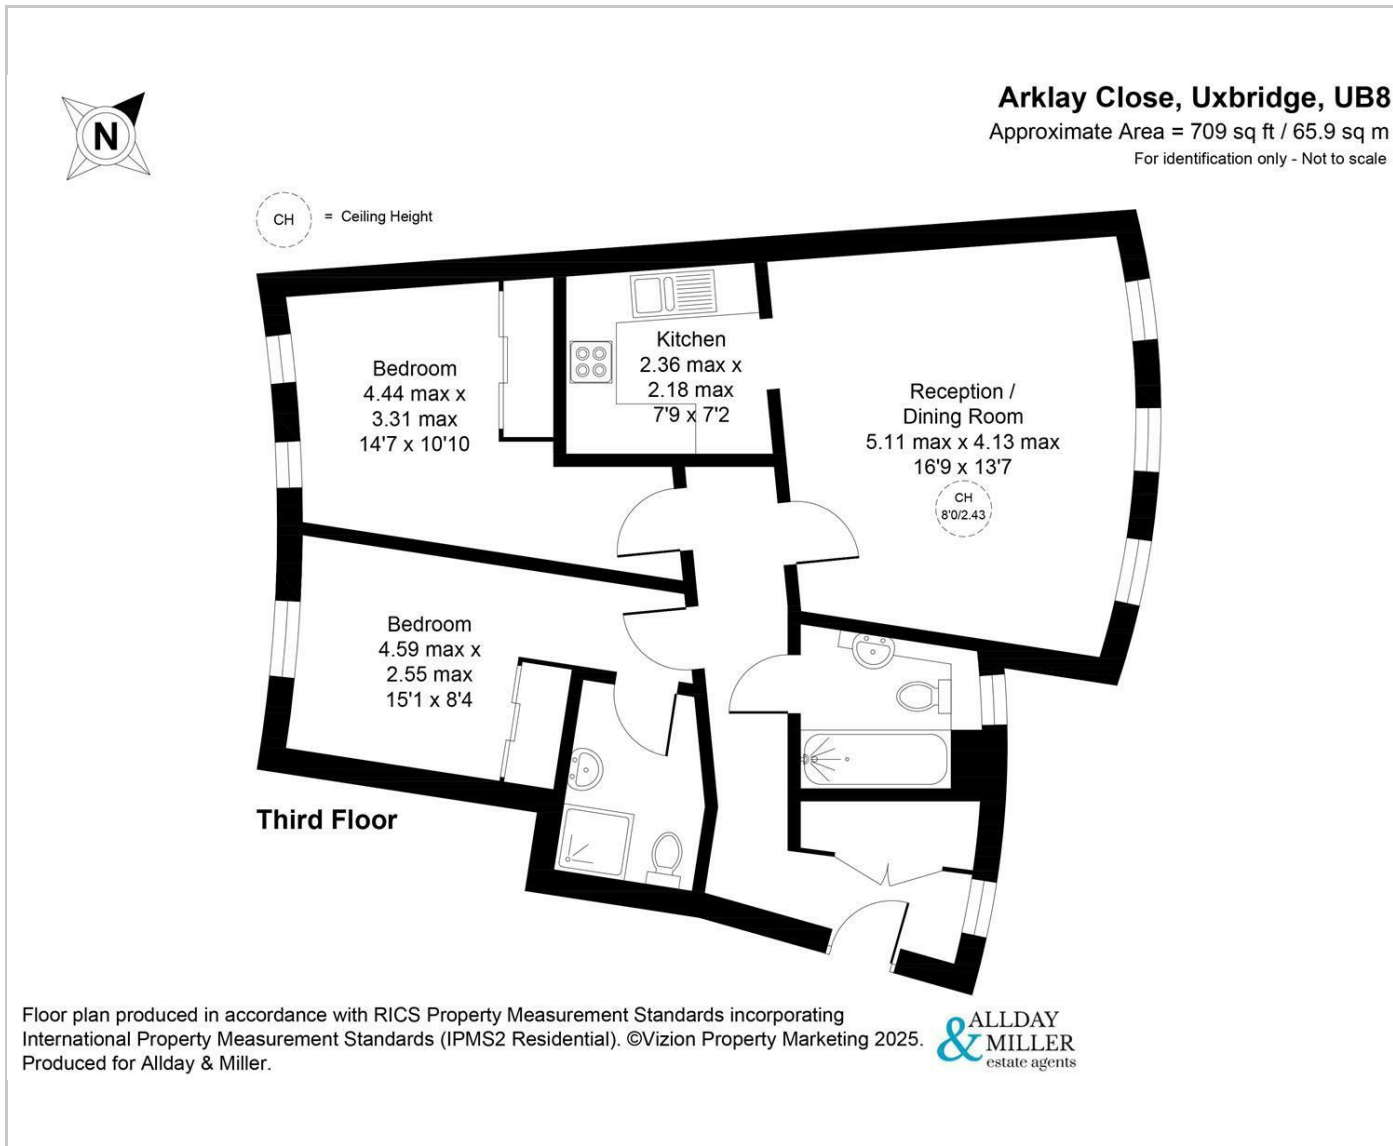 N
Arklay Close, Uxbridge, UB8
Approximate Area = 709 sq ft / 65.9 sq m
For identification only - Not to scale
CH = Ceiling Height
Kitchen
2.36 max x
2.18 max
7'9 x 7'2
Bedroom
4.44 max x
3.31 max
14'7 x 10'10
Reception /
Dining Room
5.11 max x 4.13 max
16'9 x 13'7
CH
8'0/2.43
Bedroom
4.59 max x
2.55 max
15'1 x 8'4
Third Floor
Floor plan produced in accordance with RICS Property Measurement Standards incorporating
International Property Measurement Standards (IPMS2 Residential). ©Vizion Property Marketing 2025.
Produced for Allday & Miller.
ALLDAY
& MILLER
estate agents